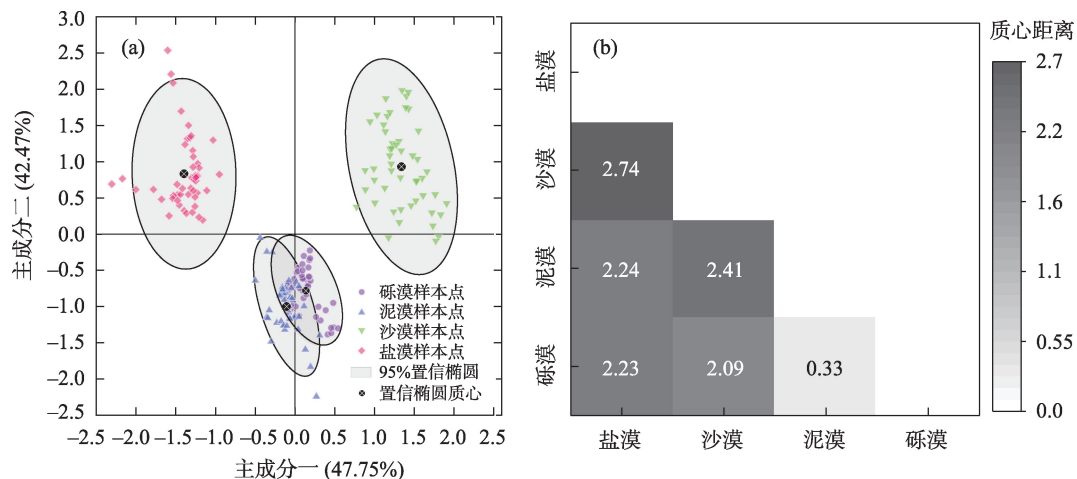 (a)
3.0
2.5
2.0
1.5
1.0
0.5
0.0
−0.5
−1.0
−1.5
−2.0
−2.5
主成分二 (42.47%)
−2.5 −2.0 −1.5 −1.0 −0.5 0.0 0.5 1.0 1.5 2.0 2.5
主成分一 (47.75%)
砾漠样本点
泥漠样本点
沙漠样本点
盐漠样本点
95%置信椭圆
置信椭圆质心
(b)
盐漠
沙漠
泥漠
砾漠
2.74
2.24 2.41
2.23 2.09 0.33
盐漠 沙漠 泥漠 砾漠
质心距离
2.7
2.2
1.6
1.1
0.55
0.0